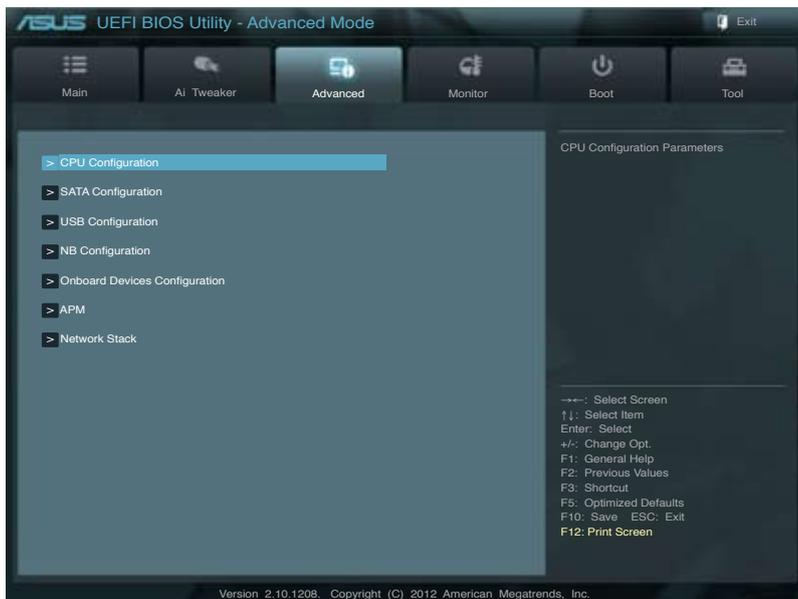 ASUS UEFI BIOS Utility - Advanced Mode
Exit
Main
Ai Tweaker
Advanced
Monitor
Boot
Tool
> CPU Configuration
> SATA Configuration
> USB Configuration
> NB Configuration
> Onboard Devices Configuration
> APM
> Network Stack
CPU Configuration Parameters
→←: Select Screen
↑↓: Select Item
Enter: Select
+/-: Change Opt.
F1: General Help
F2: Previous Values
F3: Shortcut
F5: Optimized Defaults
F10: Save ESC: Exit
F12: Print Screen
Version 2.10.1208. Copyright (C) 2012 American Megatrends, Inc.